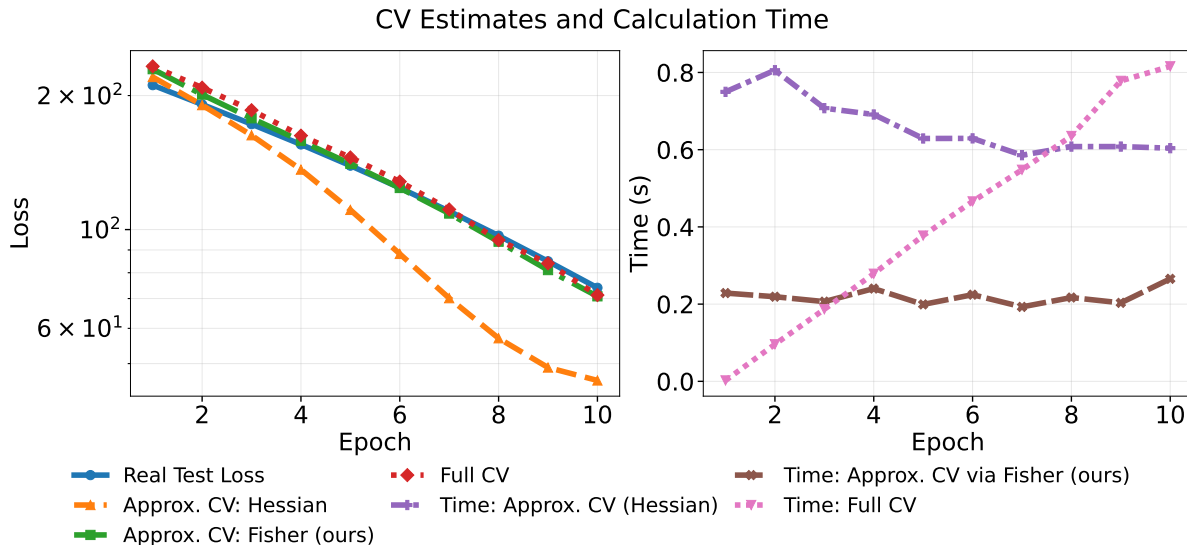 CV Estimates and Calculation Time
Loss
2 × 10²
10²
6 × 10¹
2 4 6 8 10
Epoch
Time (s)
0.8
0.6
0.4
0.2
0.0
2 4 6 8 10
Epoch
Real Test Loss
Approx. CV: Hessian
Approx. CV: Fisher (ours)
Full CV
Time: Approx. CV (Hessian)
Time: Approx. CV via Fisher (ours)
Time: Full CV